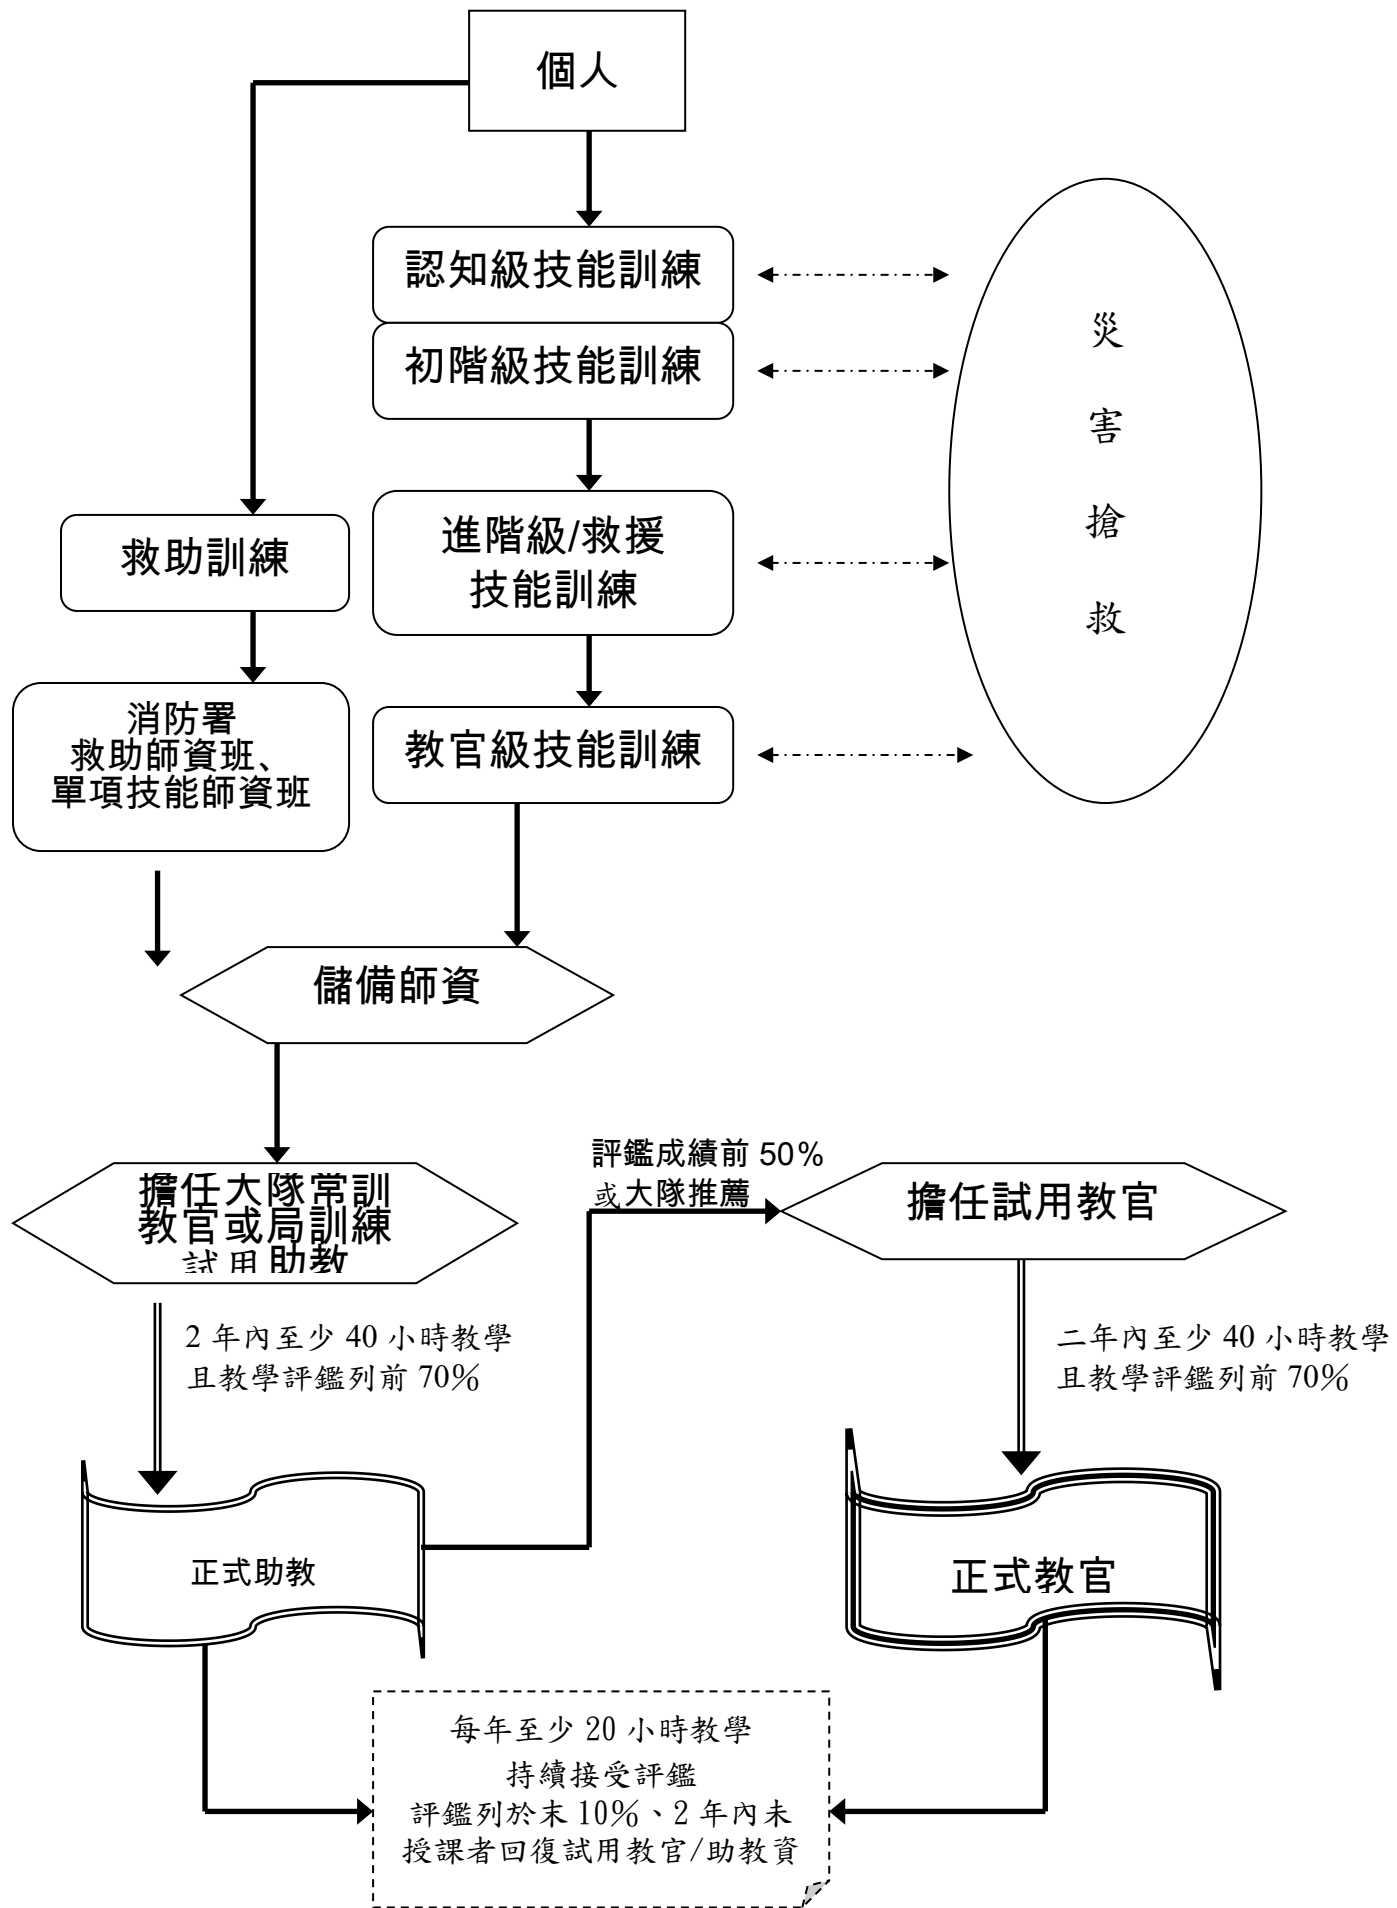 個人
認知級技能訓練
初階級技能訓練
進階級/救援
技能訓練
教官級技能訓練
災
害
搶
救
救助訓練
消防署
救助師資班、
單項技能師資班
儲備師資
擔任大隊常訓
教官或局訓練
試用助教
評鑑成績前 50%
或大隊推薦
擔任試用教官
2 年內至少 40 小時教學
且教學評鑑列前 70%
二年內至少 40 小時教學
且教學評鑑列前 70%
正式助教
正式教官
每年至少 20 小時教學
持續接受評鑑
評鑑列於末 10%、2 年內未
授課者回復試用教官/助教資